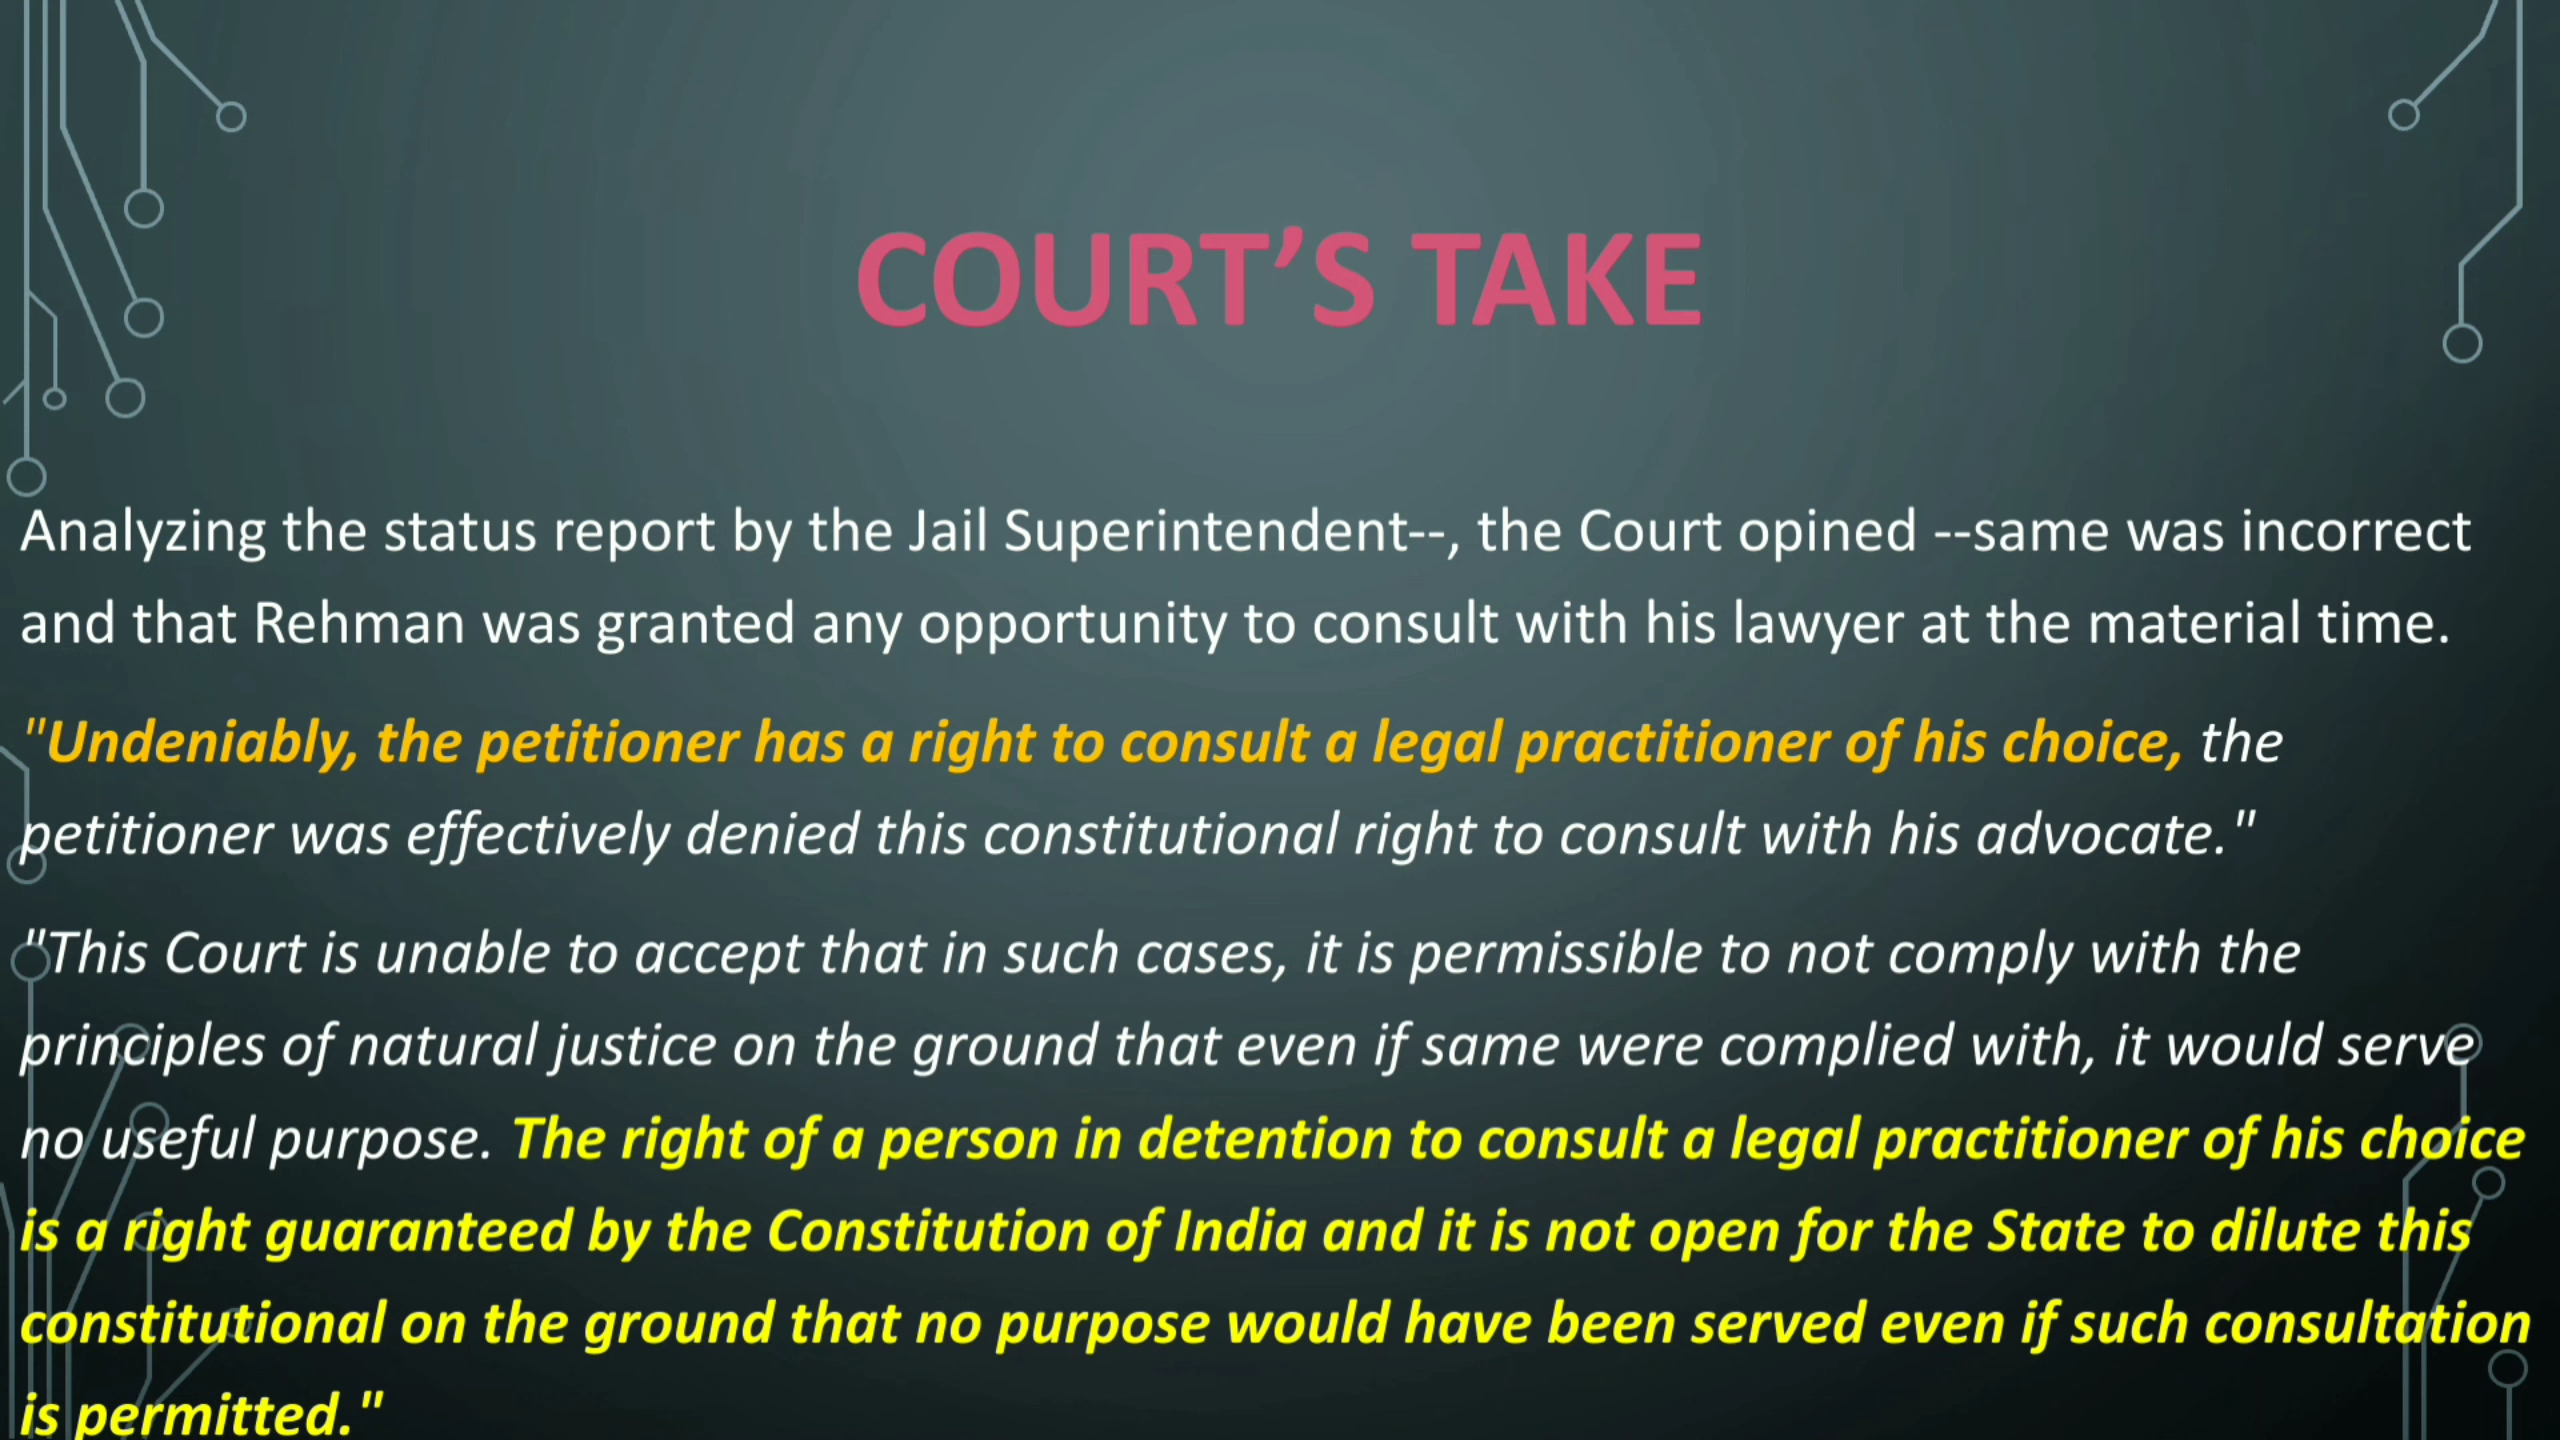 COURT’S TAKE
Analyzing the status report by the Jail Superintendent--, the Court opined --same was incorrect
and that Rehman was granted any opportunity to consult with his lawyer at the material time.
"Undeniably, the petitioner has a right to consult a legal practitioner of his choice, the
petitioner was effectively denied this constitutional right to consult with his advocate."
"This Court is unable to accept that in such cases, it is permissible to not comply with the
principles of natural justice on the ground that even if same were complied with, it would serve
no useful purpose. The right of a person in detention to consult a legal practitioner of his choice
is a right guaranteed by the Constitution of India and it is not open for the State to dilute this
constitutional on the ground that no purpose would have been served even if such consultation
is permitted."